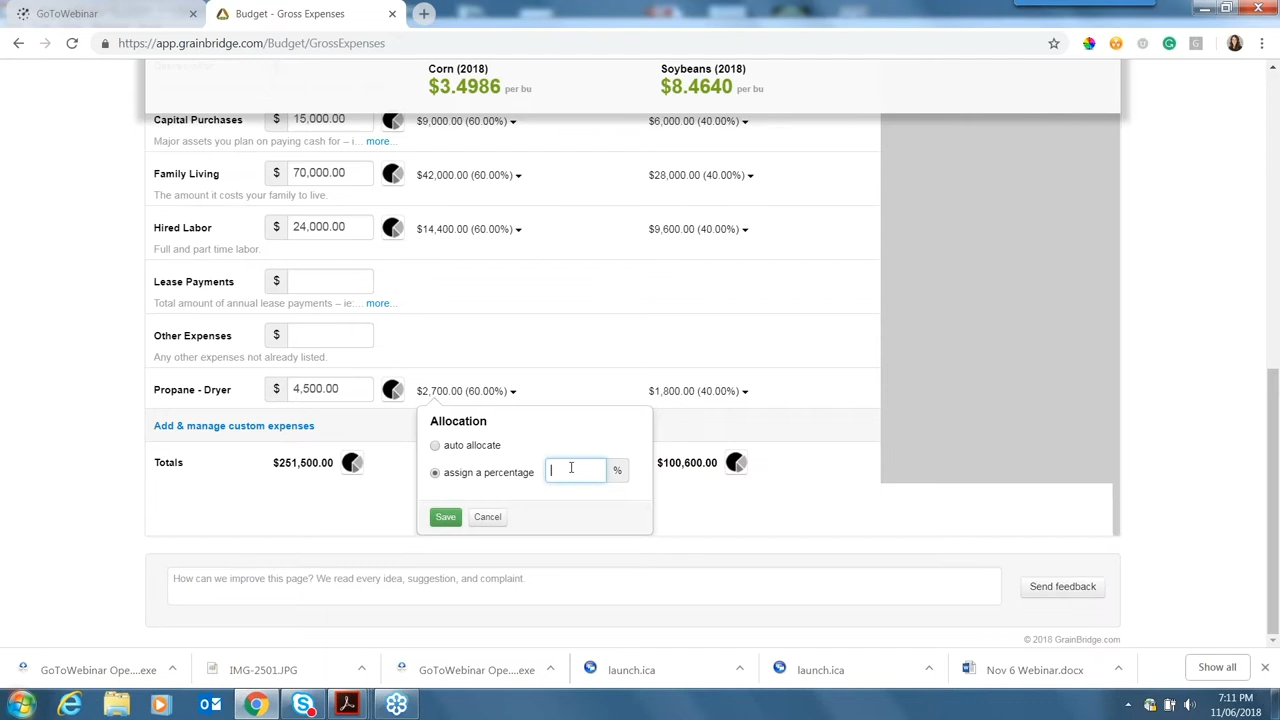 GoToWebinar
Budget - Gross Expenses
https://app.grainbridge.com/Budget/GrossExpenses
Corn (2018)
$3.4986 per bu
Soybeans (2018)
$8.4640 per bu
Capital Purchases $ 15,000.00 $9,000.00 (60.00%) $6,000.00 (40.00%)
Major assets you plan on paying cash for – i... more...
Family Living $ 70,000.00 $42,000.00 (60.00%) $28,000.00 (40.00%)
The amount it costs your family to live.
Hired Labor $ 24,000.00 $14,400.00 (60.00%) $9,600.00 (40.00%)
Full and part time labor.
Lease Payments $
Total amount of annual lease payments – ie:... more...
Other Expenses $
Any other expenses not already listed.
Propane - Dryer $ 4,500.00 $2,700.00 (60.00%) $1,800.00 (40.00%)
Add & manage custom expenses
Totals $251,500.00 $100,600.00
Allocation
auto allocate
assign a percentage %
Save Cancel
How can we improve this page? We read every idea, suggestion, and complaint.
Send feedback
© 2018 GrainBridge.com
GoToWebinar Ope....exe IMG-2501.JPG GoToWebinar Ope....exe launch.ica launch.ica Nov 6 Webinar.docx Show all
7:11 PM
11/06/2018